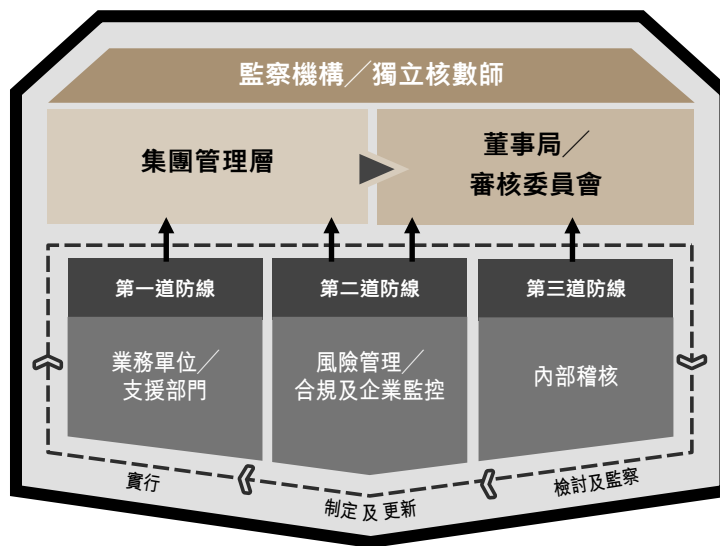 監察機構／獨立核數師
集團管理層
董事局／
審核委員會
第一道防線
第二道防線
第三道防線
業務單位／
支援部門
風險管理／
合規及企業監控
內部稽核
實行
制定及更新
檢討及監察